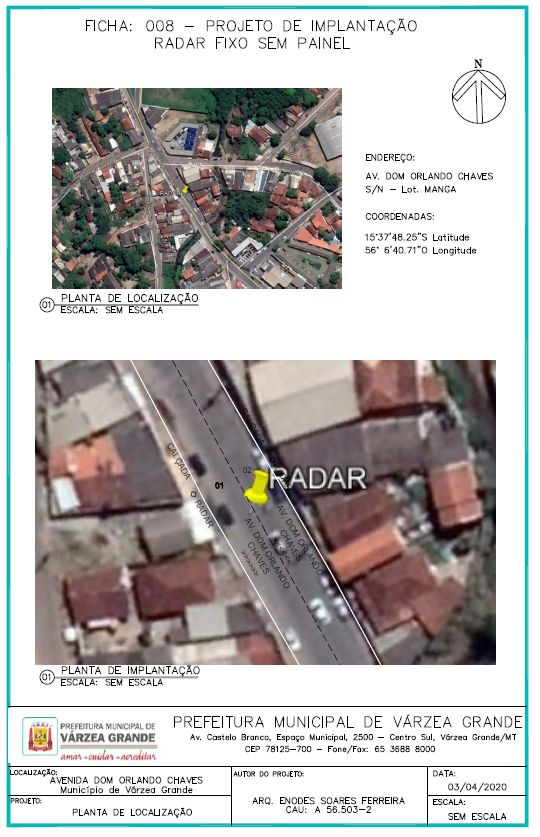 FICHA: 008 - PROJETO DE IMPLANTAÇÃO
RADAR FIXO SEM PAINEL
N
ENDEREÇO:
AV. DOM ORLANDO CHAVES
S/N - Lot. MANGA
COORDENADAS:
15°37'48.25"S Latitude
56° 6'40.71"O Longitude
RADAR
01 PLANTA DE LOCALIZAÇÃO
ESCALA: SEM ESCALA
CALÇADA
RADAR
01
02
RADAR
AV. DOM ORLANDO
CHAVES
AV. DOM ORLANDO
CHAVES
01 PLANTA DE IMPLANTAÇÃO
ESCALA: SEM ESCALA
PREFEITURA MUNICIPAL DE
VÁRZEA GRANDE
amar-cuidar-acreditar
PREFEITURA MUNICIPAL DE VÁRZEA GRANDE
Av. Castelo Branco, Espaço Municipal, 2500 - Centro Sul, Várzea Grande/MT
CEP 78125-700 - Fone/Fax: 65 3688 8000
LOCALIZAÇÃO:
AVENIDA DOM ORLANDO CHAVES
Município de Várzea Grande
PROJETO:
PLANTA DE LOCALIZAÇÃO
AUTOR DO PROJETO:
ARQ. ENODES SOARES FERREIRA
CAU: A 56.503-2
DATA:
03/04/2020
ESCALA:
SEM ESCALA